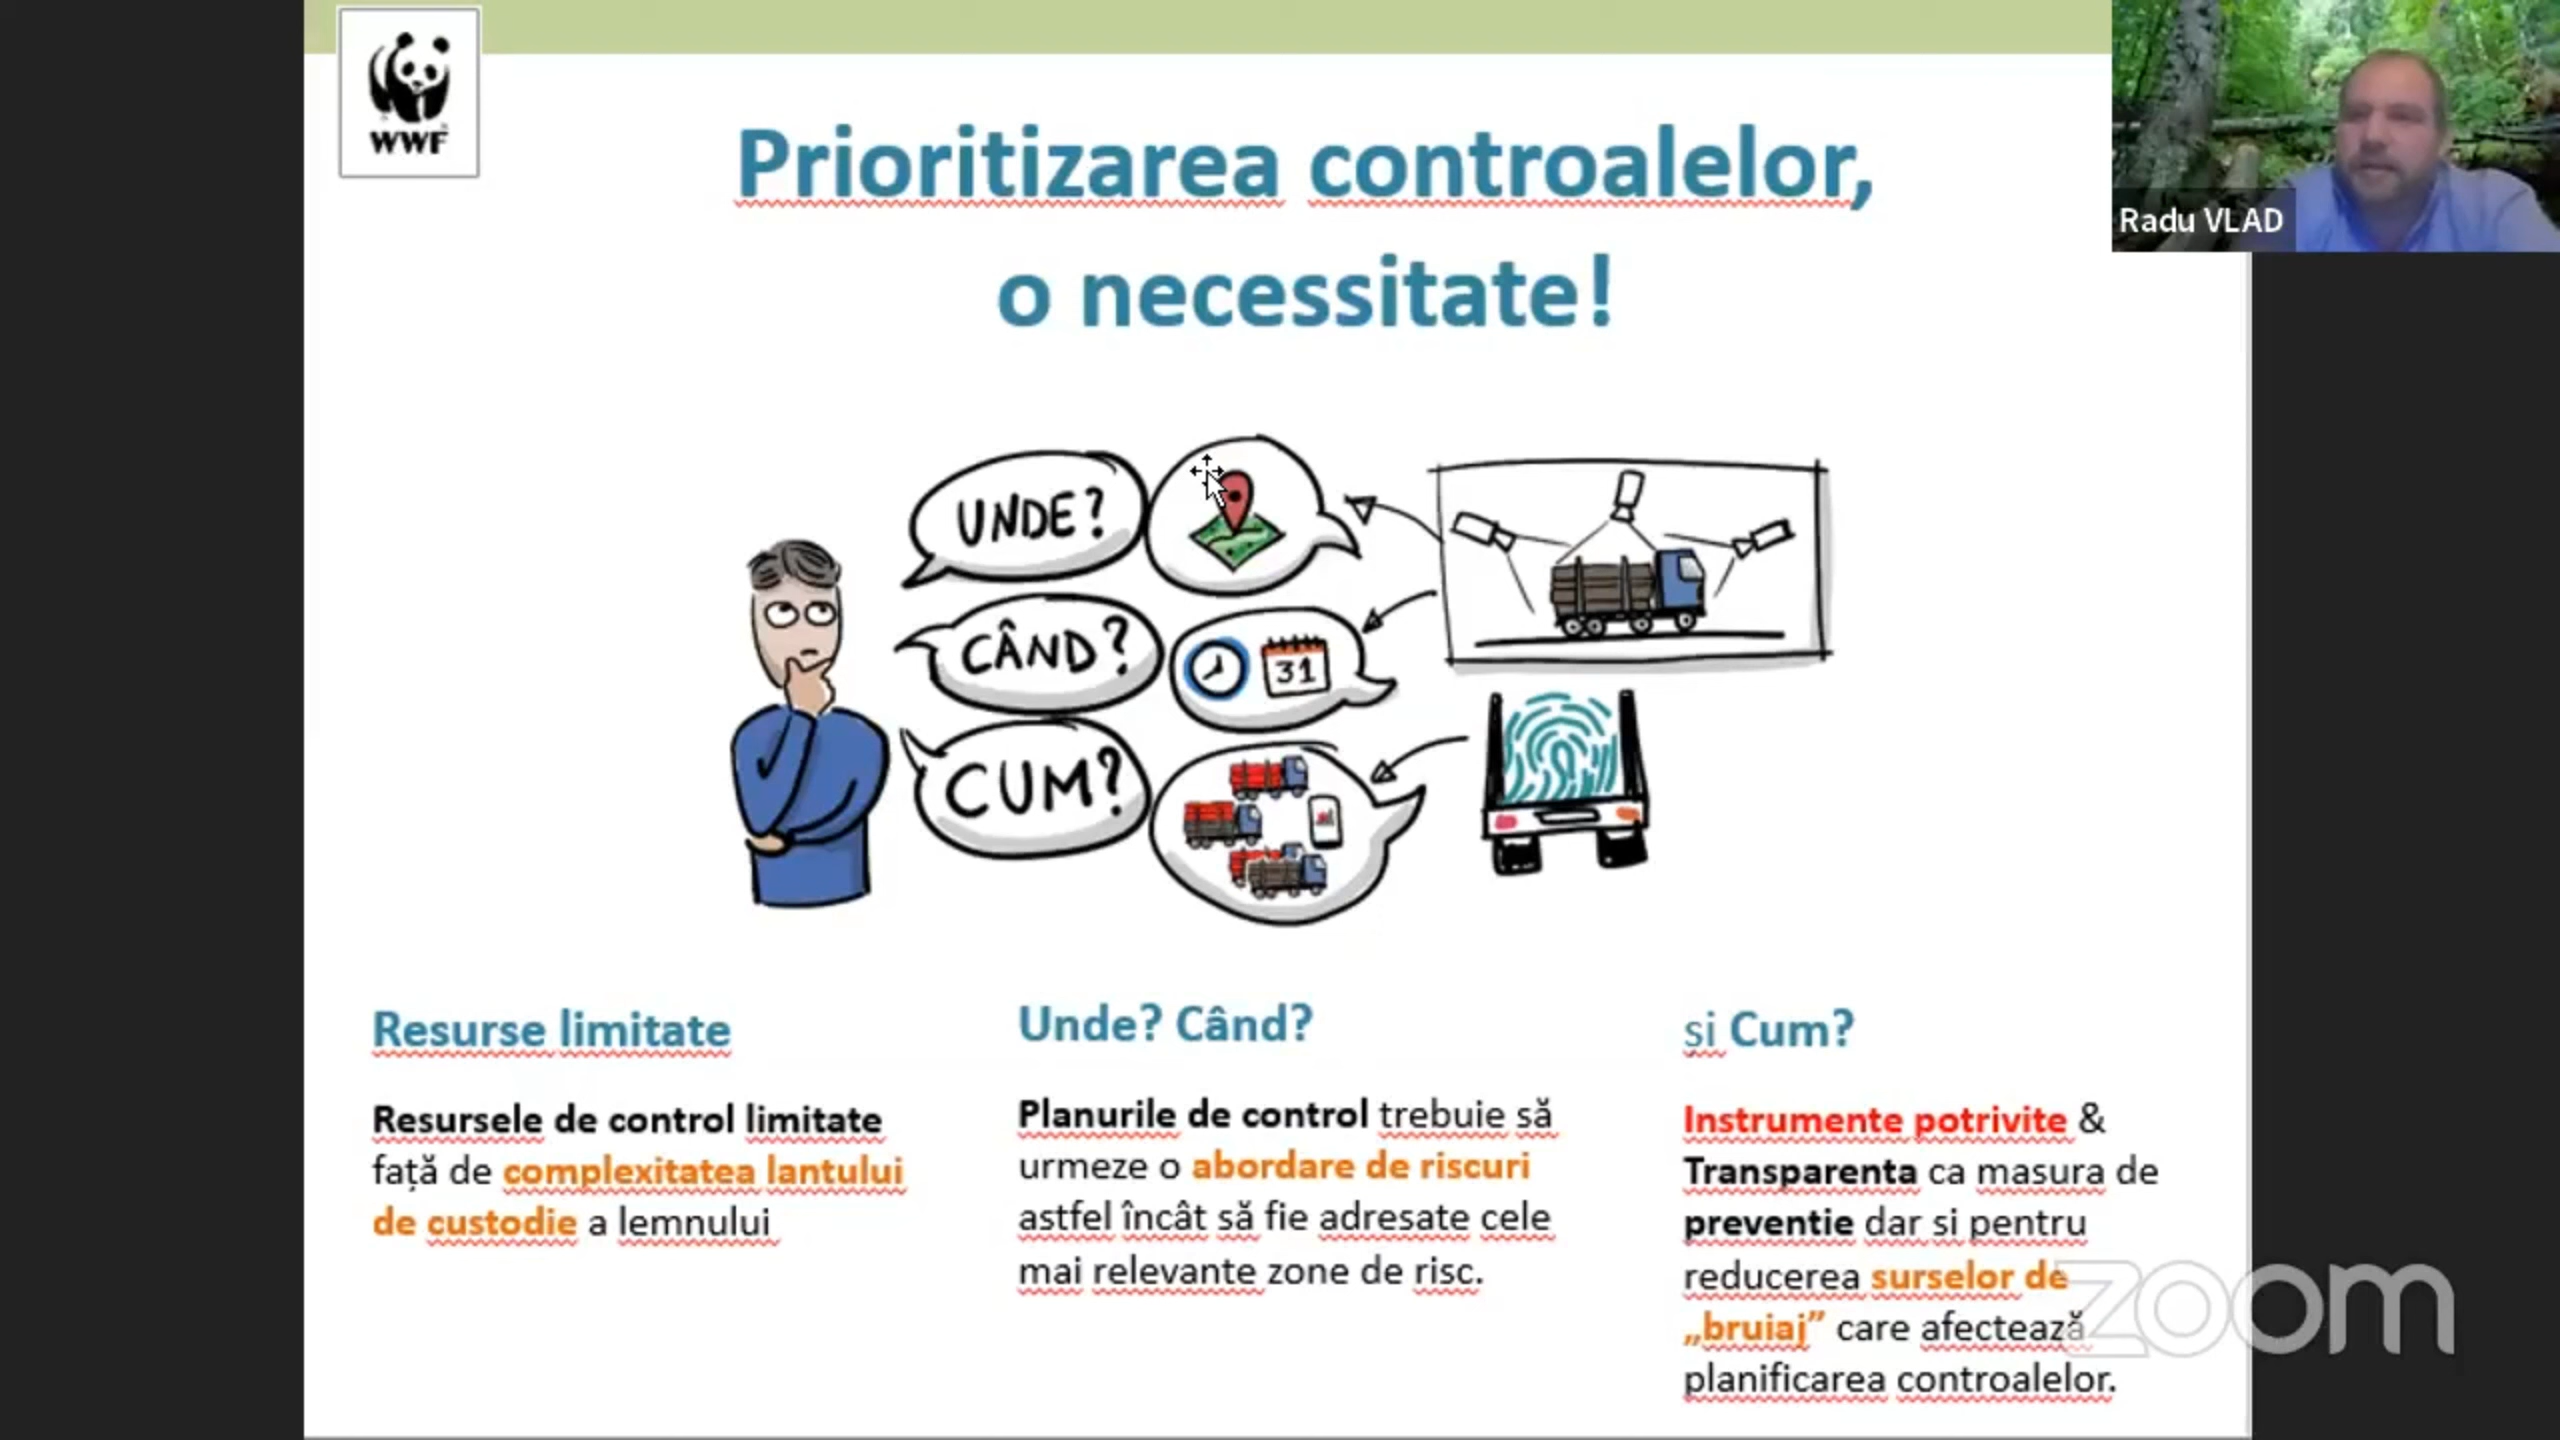 WWF
Radu VLAD
Prioritizarea controalelor,
o necessitate!
UNDE?
CÂND?
31
CUM?
Resurse limitate
Resursele de control limitate
față de complexitatea lantului
de custodie a lemnului
Unde? Când?
Planurile de control trebuie să
urmeze o abordare de riscuri
astfel încât să fie adresate cele
mai relevante zone de risc.
si Cum?
Instrumente potrivite &
Transparenta ca masura de
preventie dar si pentru
reducerea surselor de
„bruiaj” care afectează
planificarea controalelor.
zoom